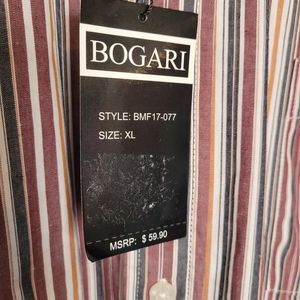 BOGARI
STYLE: BMF17-077
SIZE: XL
MSRP: $ 59.90